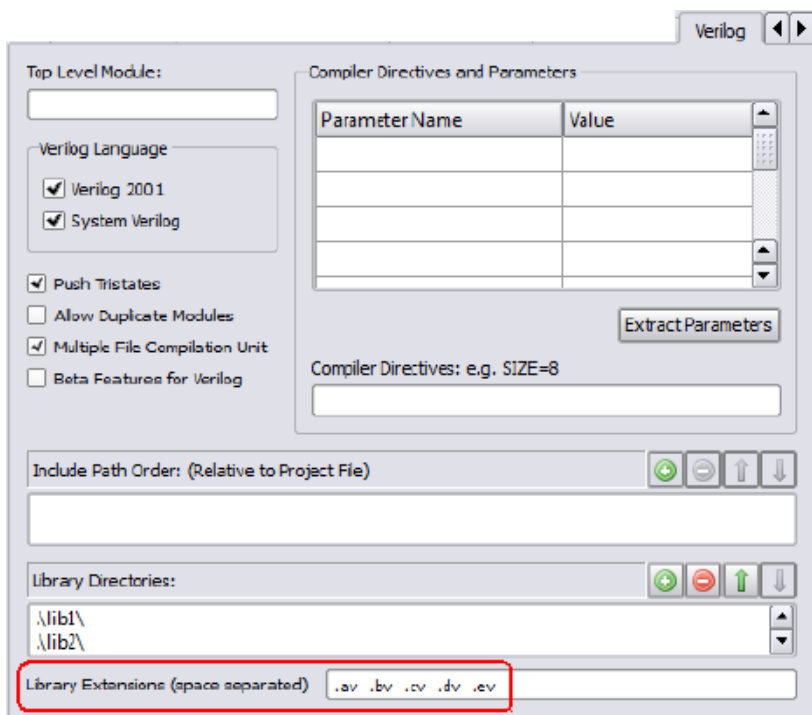 Verilog
Top Level Module:
Compiler Directives and Parameters
Parameter Name Value
Verilog Language
Verilog 2001
System Verilog
Push Tristates
Allow Duplicate Modules
Multiple File Compilation Unit
Beta Features for Verilog
Extract Parameters
Compiler Directives: e.g. SIZE=8
Include Path Order: (Relative to Project File)
Library Directories:
.\lib1\
.\lib2\
Library Extensions (space separated) .av .bv .cv .dv .ev